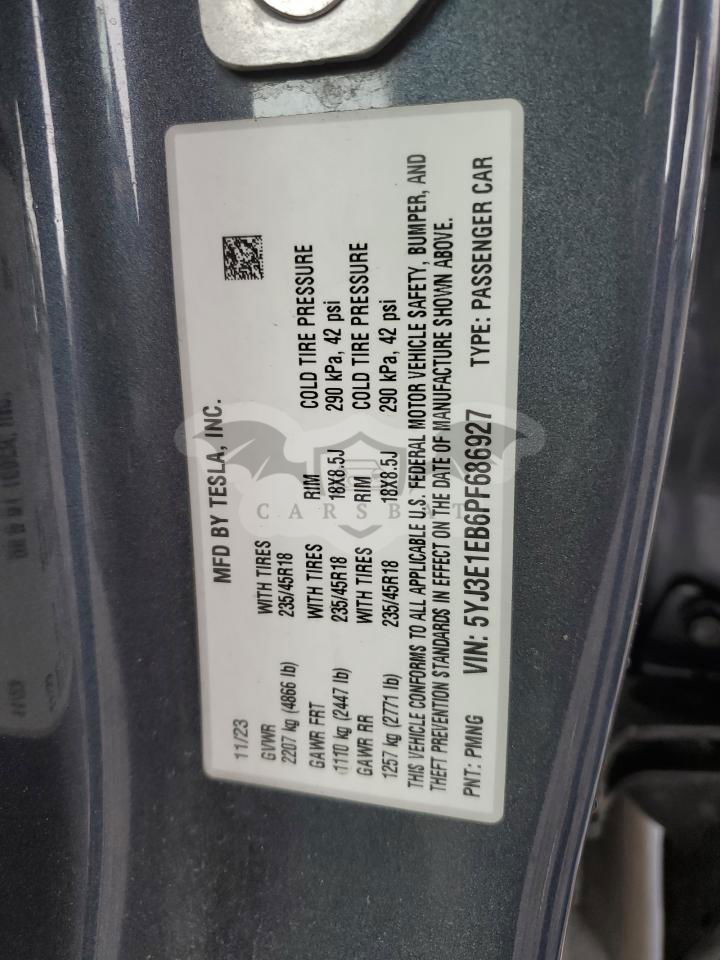 MFD BY TESLA, INC.
11/23
GVWR WITH TIRES
2207 kg (4866 lb) 235/45R18
GAWR FRT WITH TIRES RIM COLD TIRE PRESSURE
1110 kg (2447 lb) 235/45R18 18X8.5J 290 kPa, 42 psi
GAWR RR WITH TIRES RIM COLD TIRE PRESSURE
1257 kg (2771 lb) 235/45R18 18X8.5J 290 kPa, 42 psi
THIS VEHICLE CONFORMS TO ALL APPLICABLE U.S. FEDERAL MOTOR VEHICLE SAFETY, BUMPER, AND
THEFT PREVENTION STANDARDS IN EFFECT ON THE DATE OF MANUFACTURE SHOWN ABOVE.
PNT: PMNG VIN: 5YJ3E1EB6PF686927 TYPE: PASSENGER CAR
CARSBAT